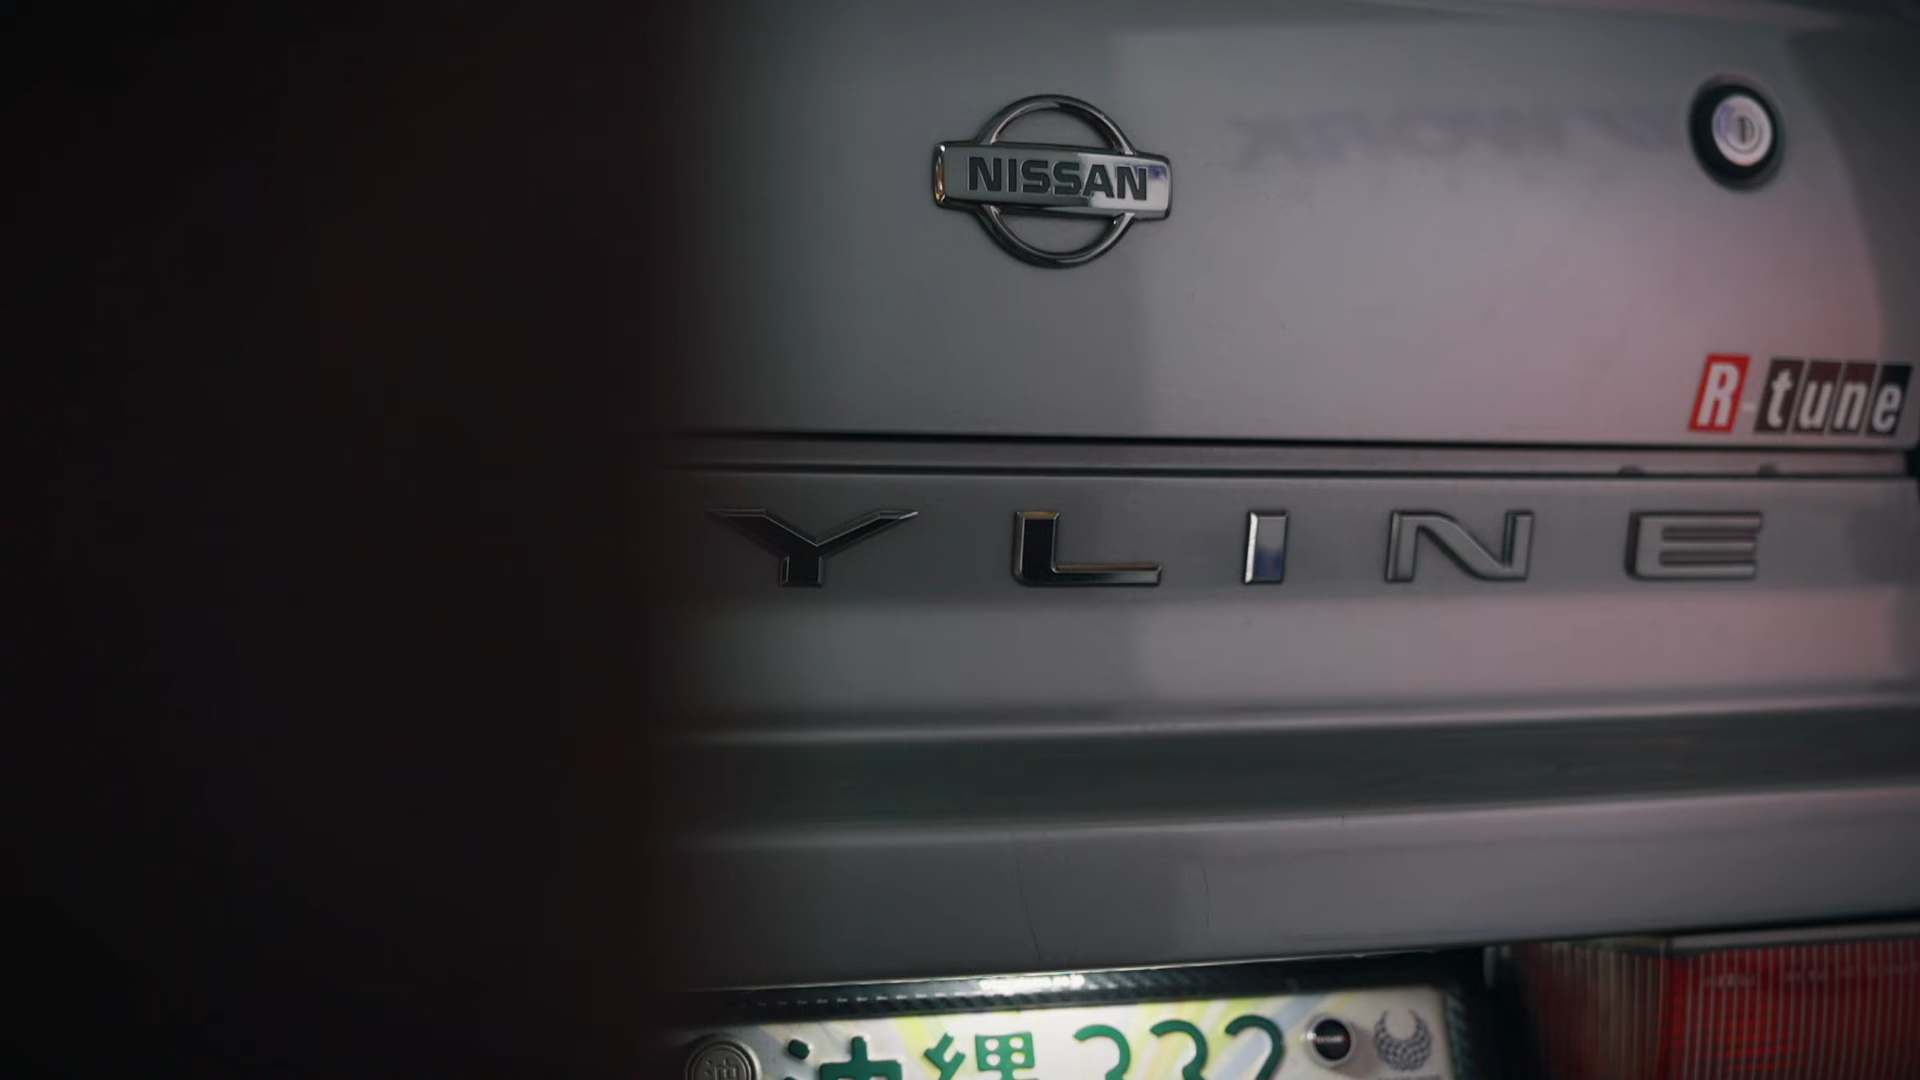 NISSAN
R-tune
YLINE
沖縄 332